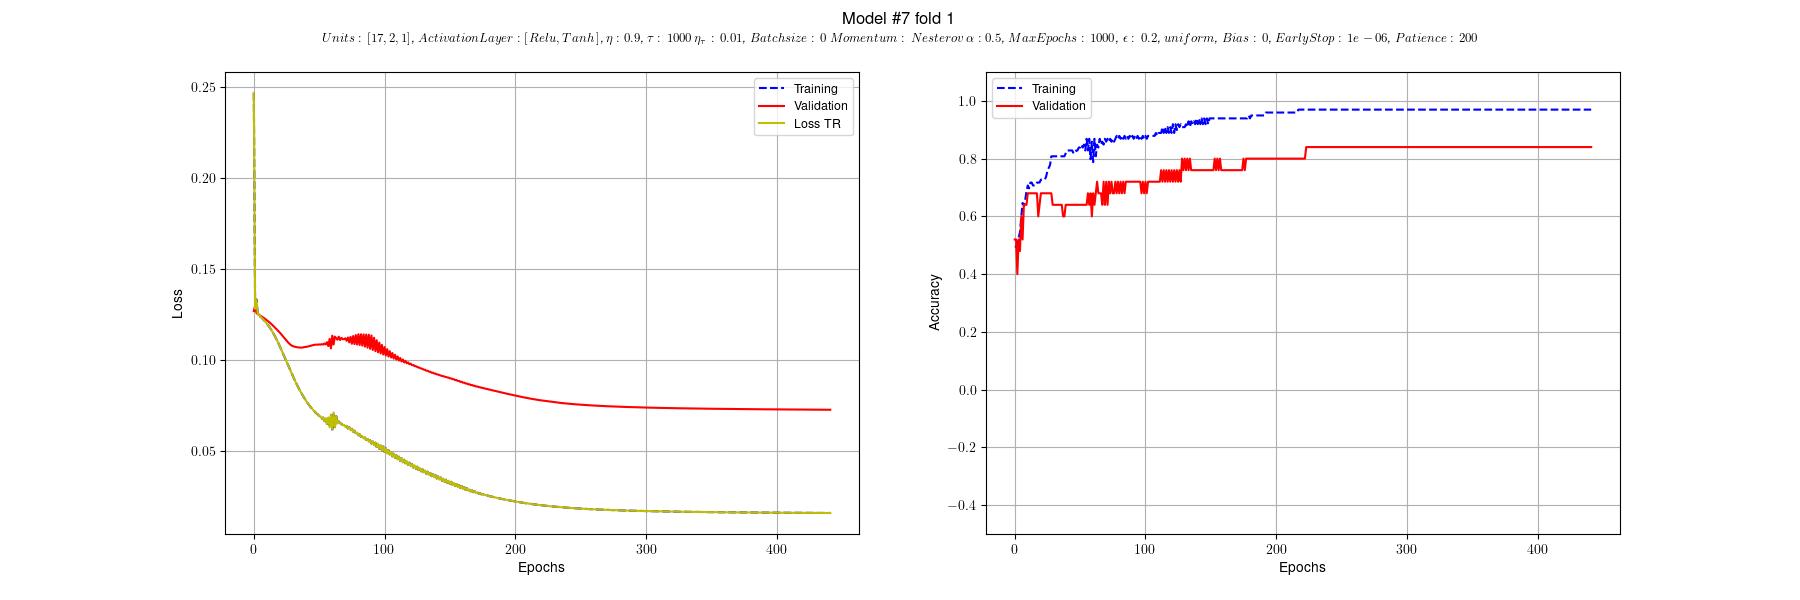 Model #7 fold 1
Units : [17, 2, 1], ActivationLayer : [Relu, Tanh], η : 0.9, τ : 1000 η_τ : 0.01, Batchsize : 0 Momentum : Nesterov α : 0.5, MaxEpochs : 1000, ϵ : 0.2, uniform, Bias : 0, EarlyStop : 1e − 06, Patience : 200
0.25
0.20
0.15
0.10
0.05
Loss
Training
Validation
Loss TR
0
100
200
300
400
Epochs
1.0
0.8
0.6
0.4
0.2
0.0
−0.2
−0.4
Accuracy
Training
Validation
0
100
200
300
400
Epochs